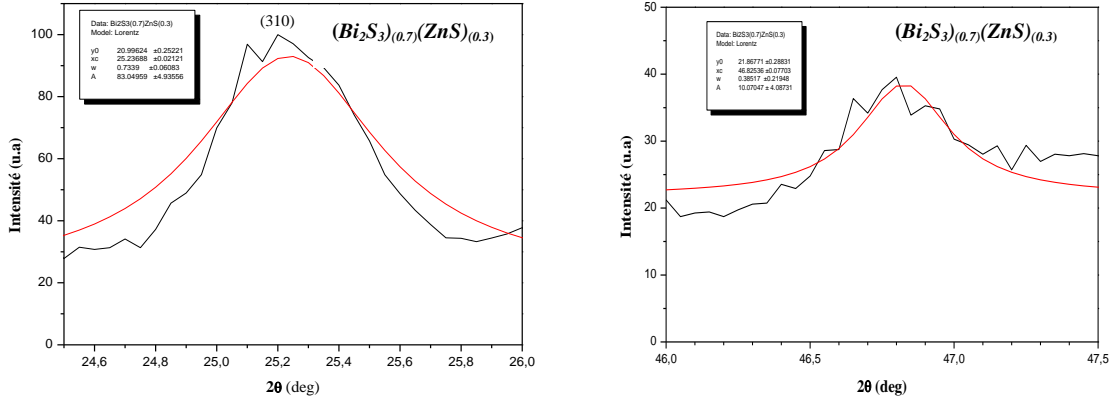 (310)
Data: Bi2S3(0.7)ZnS(0.3)
Model: Lorentz
y0 20.99624 ±0.25221
xc 25.23688 ±0.02121
w 0.7339 ±0.06083
A 83.04959 ±4.93556
(Bi₂S₃)₍₀.₇₎(ZnS)₍₀.₃₎
100
80
60
40
20
0
Intensité (u.a)
24,6 24,8 25,0 25,2 25,4 25,6 25,8 26,0
2θ (deg)
Data: Bi2S3(0.7)ZnS(0.3)
Model: Lorentz
y0 21.86771 ±0.28831
xc 46.82536 ±0.07703
w 0.38517 ±0.21948
A 10.07047 ±4.08731
(Bi₂S₃)₍₀.₇₎(ZnS)₍₀.₃₎
50
40
30
20
10
0
Intensité (u.a)
46,0 46,5 47,0 47,5
2θ (deg)